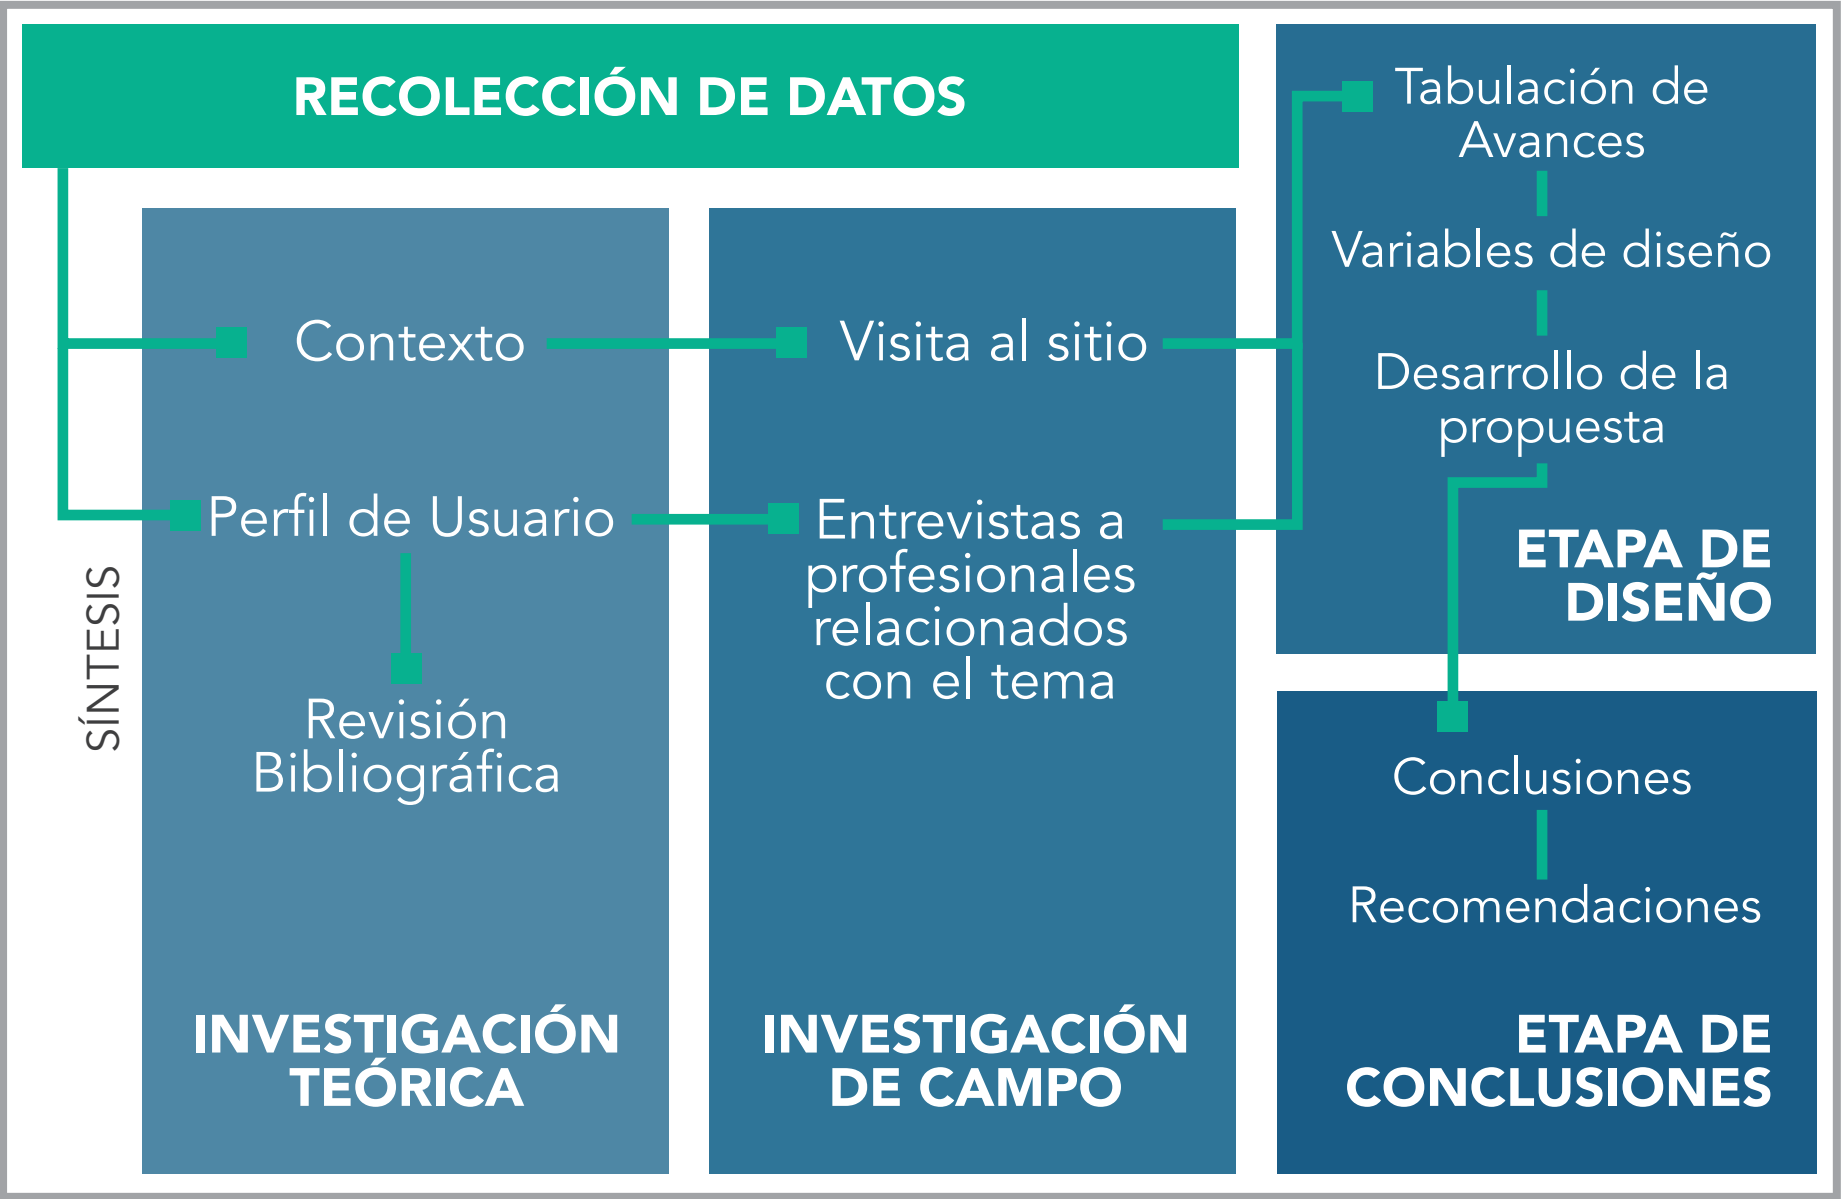 RECOLECCIÓN DE DATOS
SÍNTESIS
Contexto
Perfil de Usuario
Revisión
Bibliográfica
INVESTIGACIÓN
TEÓRICA
Visita al sitio
Entrevistas a
profesionales
relacionados
con el tema
INVESTIGACIÓN
DE CAMPO
Tabulación de
Avances
Variables de diseño
Desarrollo de la
propuesta
ETAPA DE
DISEÑO
Conclusiones
Recomendaciones
ETAPA DE
CONCLUSIONES